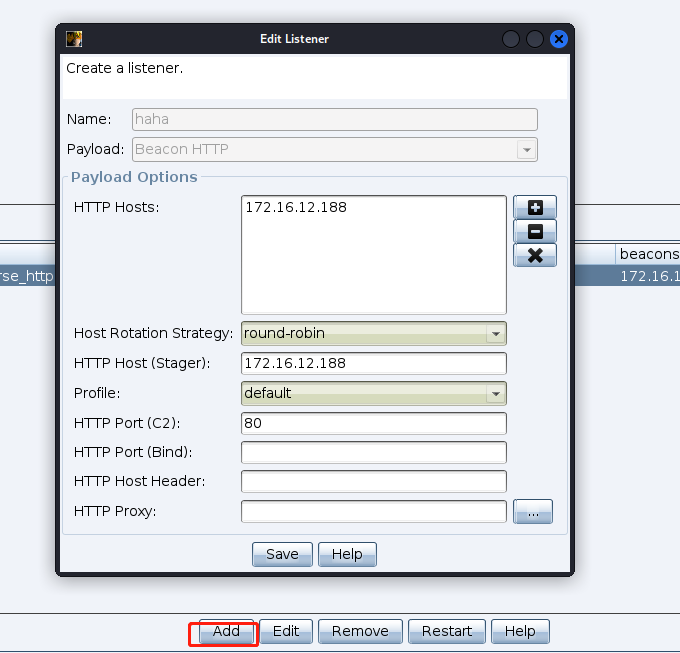 Edit Listener
Create a listener.
Name: haha
Payload: Beacon HTTP
Payload Options
HTTP Hosts: 172.16.12.188
beacons
rse_http 172.16.1
Host Rotation Strategy: round-robin
HTTP Host (Stager): 172.16.12.188
Profile: default
HTTP Port (C2): 80
HTTP Port (Bind):
HTTP Host Header:
HTTP Proxy: ...
Save Help
Add Edit Remove Restart Help